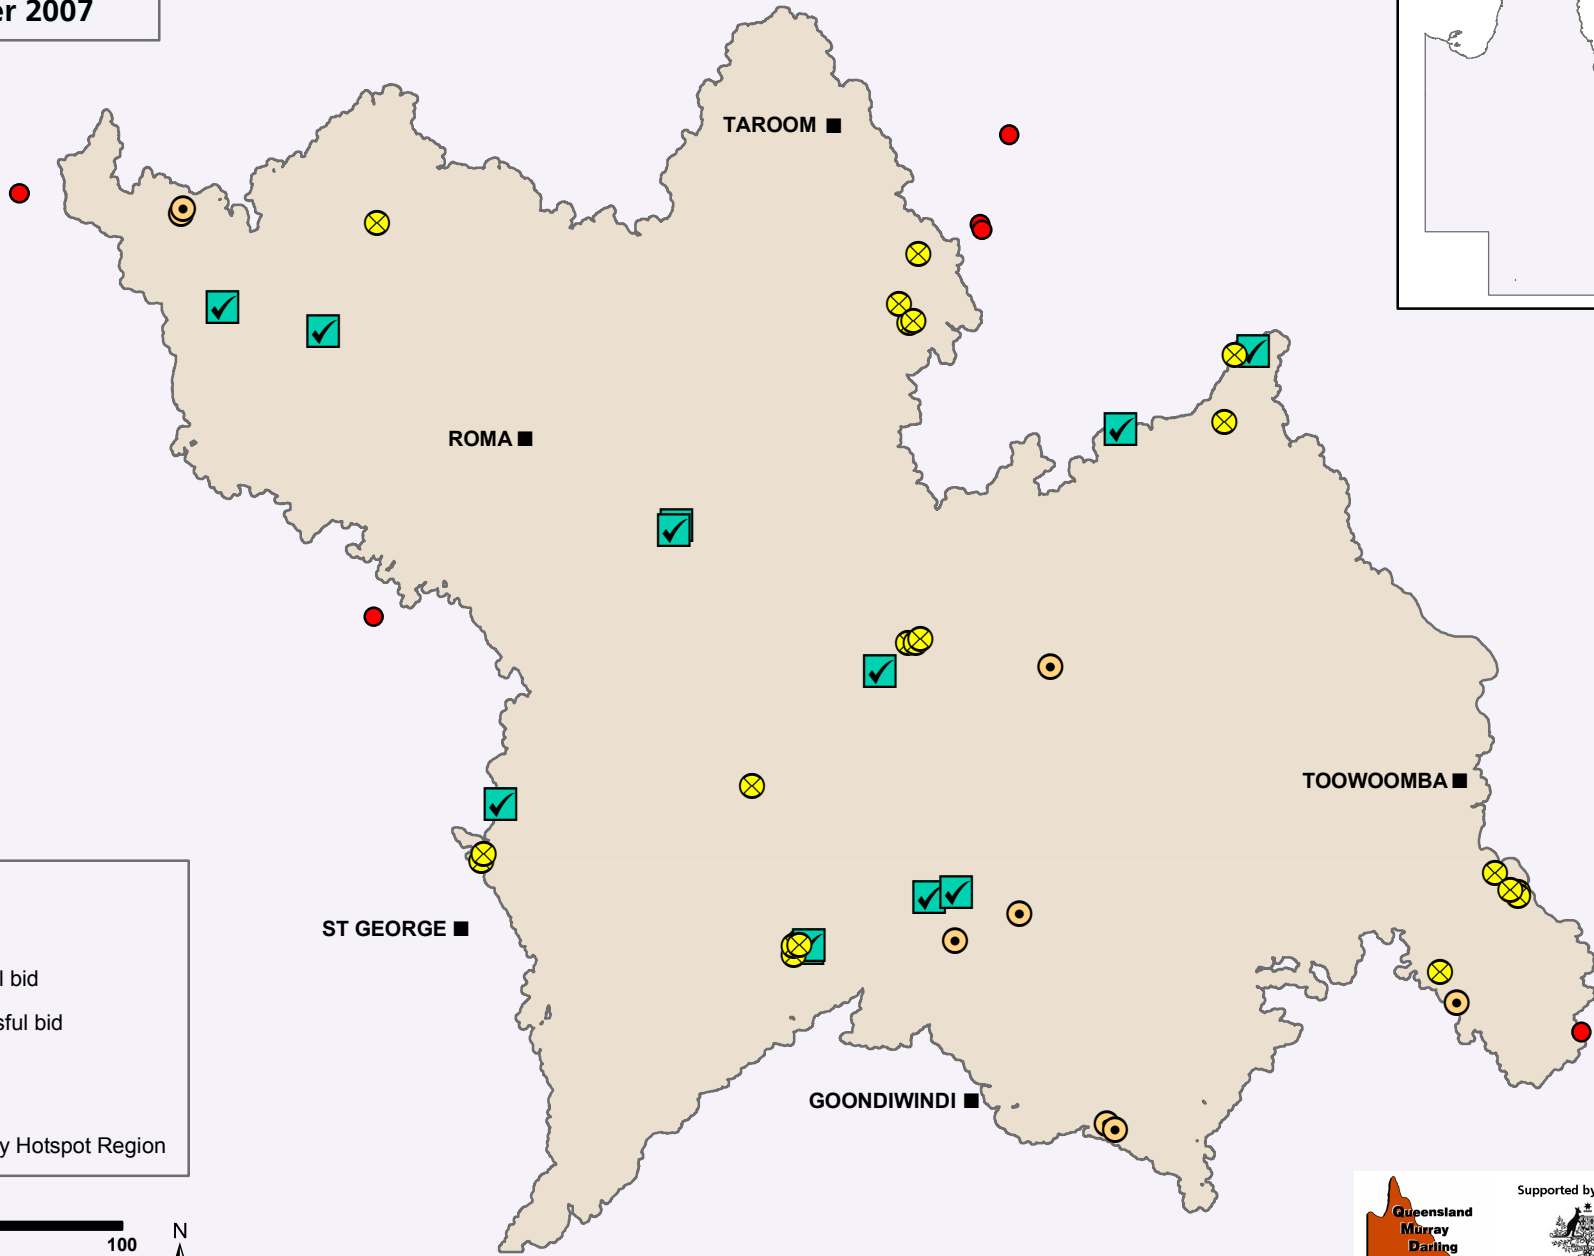 er 2007
TAROOM
ROMA
TOOWOOMBA
ST GEORGE
l bid
sful bid
GOONDIWINDI
y Hotspot Region
N
100
Queensland
Murray
Darling
Supported by